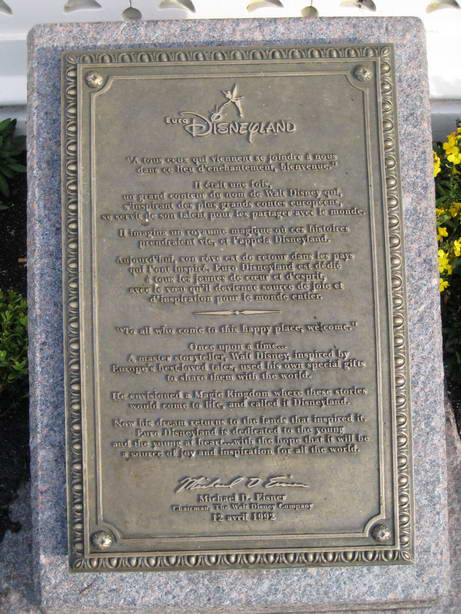 Euro Disneyland
"A tous ceux qui viennent se joindre à nous
dans ce lieu d'enchantement, bienvenue."
Il était une fois,
un grand conteur du nom de Walt Disney qui,
s'inspirant des plus grands contes européens,
se servit de son talent pour les partager avec le monde.
Il imagina un royaume magique où ces histoires
prendraient vie, et l'appela Disneyland.
Aujourd'hui, son rêve est de retour dans les pays
qui l'ont inspiré. Euro Disneyland est dédié
à tous les jeunes de cœur et d'esprit,
avec le vœu qu'il devienne source de joie et
d'inspiration pour le monde entier.
"To all who come to this happy place, welcome."
Once upon a time...
A master storyteller, Walt Disney, inspired by
Europe's best-loved tales, used his own special gifts
to share them with the world.
He envisioned a Magic Kingdom where these stories
would come to life, and called it Disneyland.
Now his dream returns to the lands that inspired it.
Euro Disneyland is dedicated to the young
and the young at heart...with the hope that it will be
a source of joy and inspiration for all the world.
Michael D. Eisner
Michael D. Eisner
Chairman, The Walt Disney Company
12 avril 1992